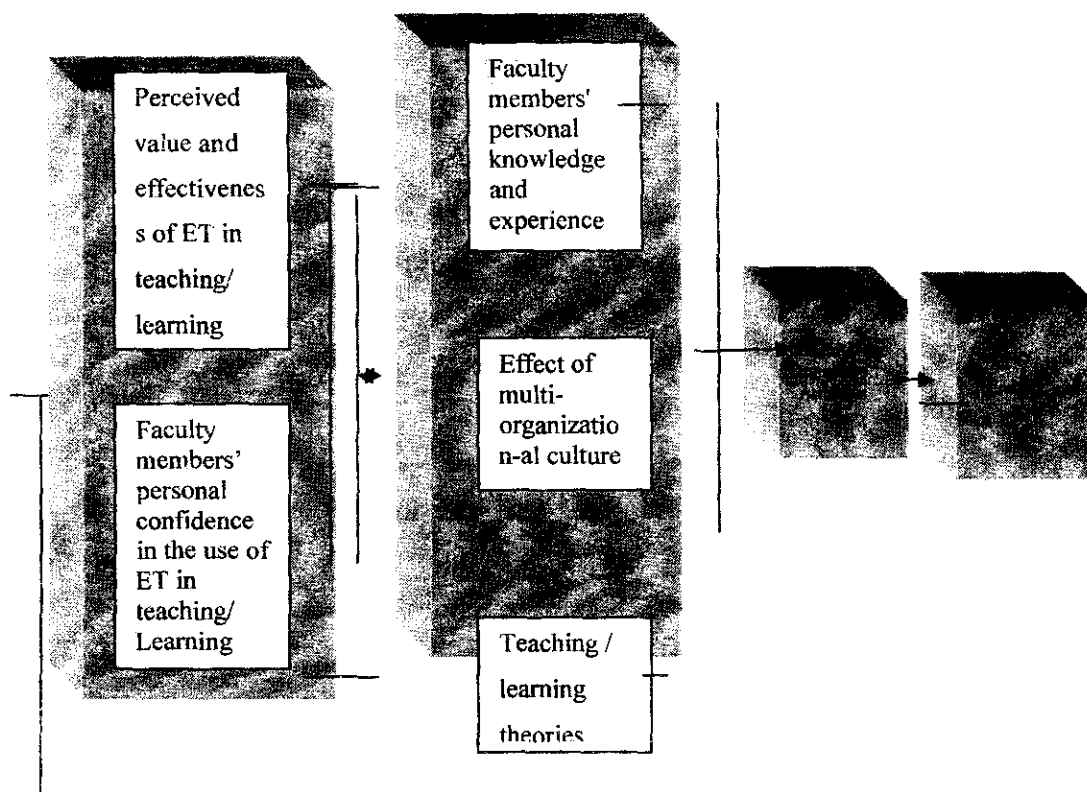 Perceived
value and
effectivenes
s of ET in
teaching/
learning
Faculty
members'
personal
confidence
in the use of
ET in
teaching/
Learning
Faculty
members'
personal
knowledge
and
experience
Effect of
multi-
organizatio
n-al culture
Teaching /
learning
theories